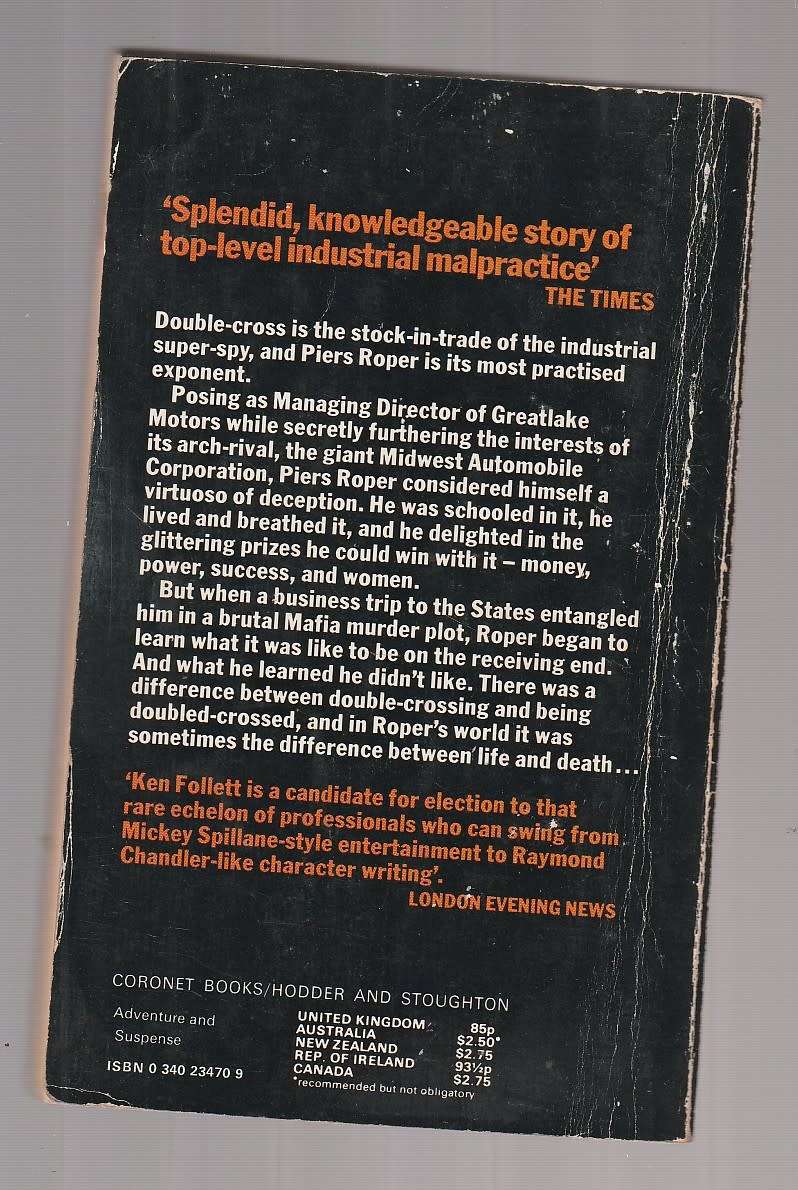 ‘Splendid, knowledgeable story of
top-level industrial malpractice’
THE TIMES
Double-cross is the stock-in-trade of the industrial
super-spy, and Piers Roper is its most practised
exponent.
Posing as Managing Director of Greatlake
Motors while secretly furthering the interests of
its arch-rival, the giant Midwest Automobile
Corporation, Piers Roper considered himself a
virtuoso of deception. He was schooled in it, he
lived and breathed it, and he delighted in the
glittering prizes he could win with it – money,
power, success, and women.
But when a business trip to the States entangled
him in a brutal Mafia murder plot, Roper began to
learn what it was like to be on the receiving end.
And what he learned he didn’t like. There was a
difference between double-crossing and being
doubled-crossed, and in Roper’s world it was
sometimes the difference between life and death...
‘Ken Follett is a candidate for election to that
rare echelon of professionals who can swing from
Mickey Spillane-style entertainment to Raymond
Chandler-like character writing’.
LONDON EVENING NEWS
CORONET BOOKS/HODDER AND STOUGHTON
Adventure and
Suspense
ISBN 0 340 23470 9
UNITED KINGDOM 85p
AUSTRALIA $2.50*
NEW ZEALAND $2.75
REP. OF IRELAND 93½p
CANADA $2.75
*recommended but not obligatory